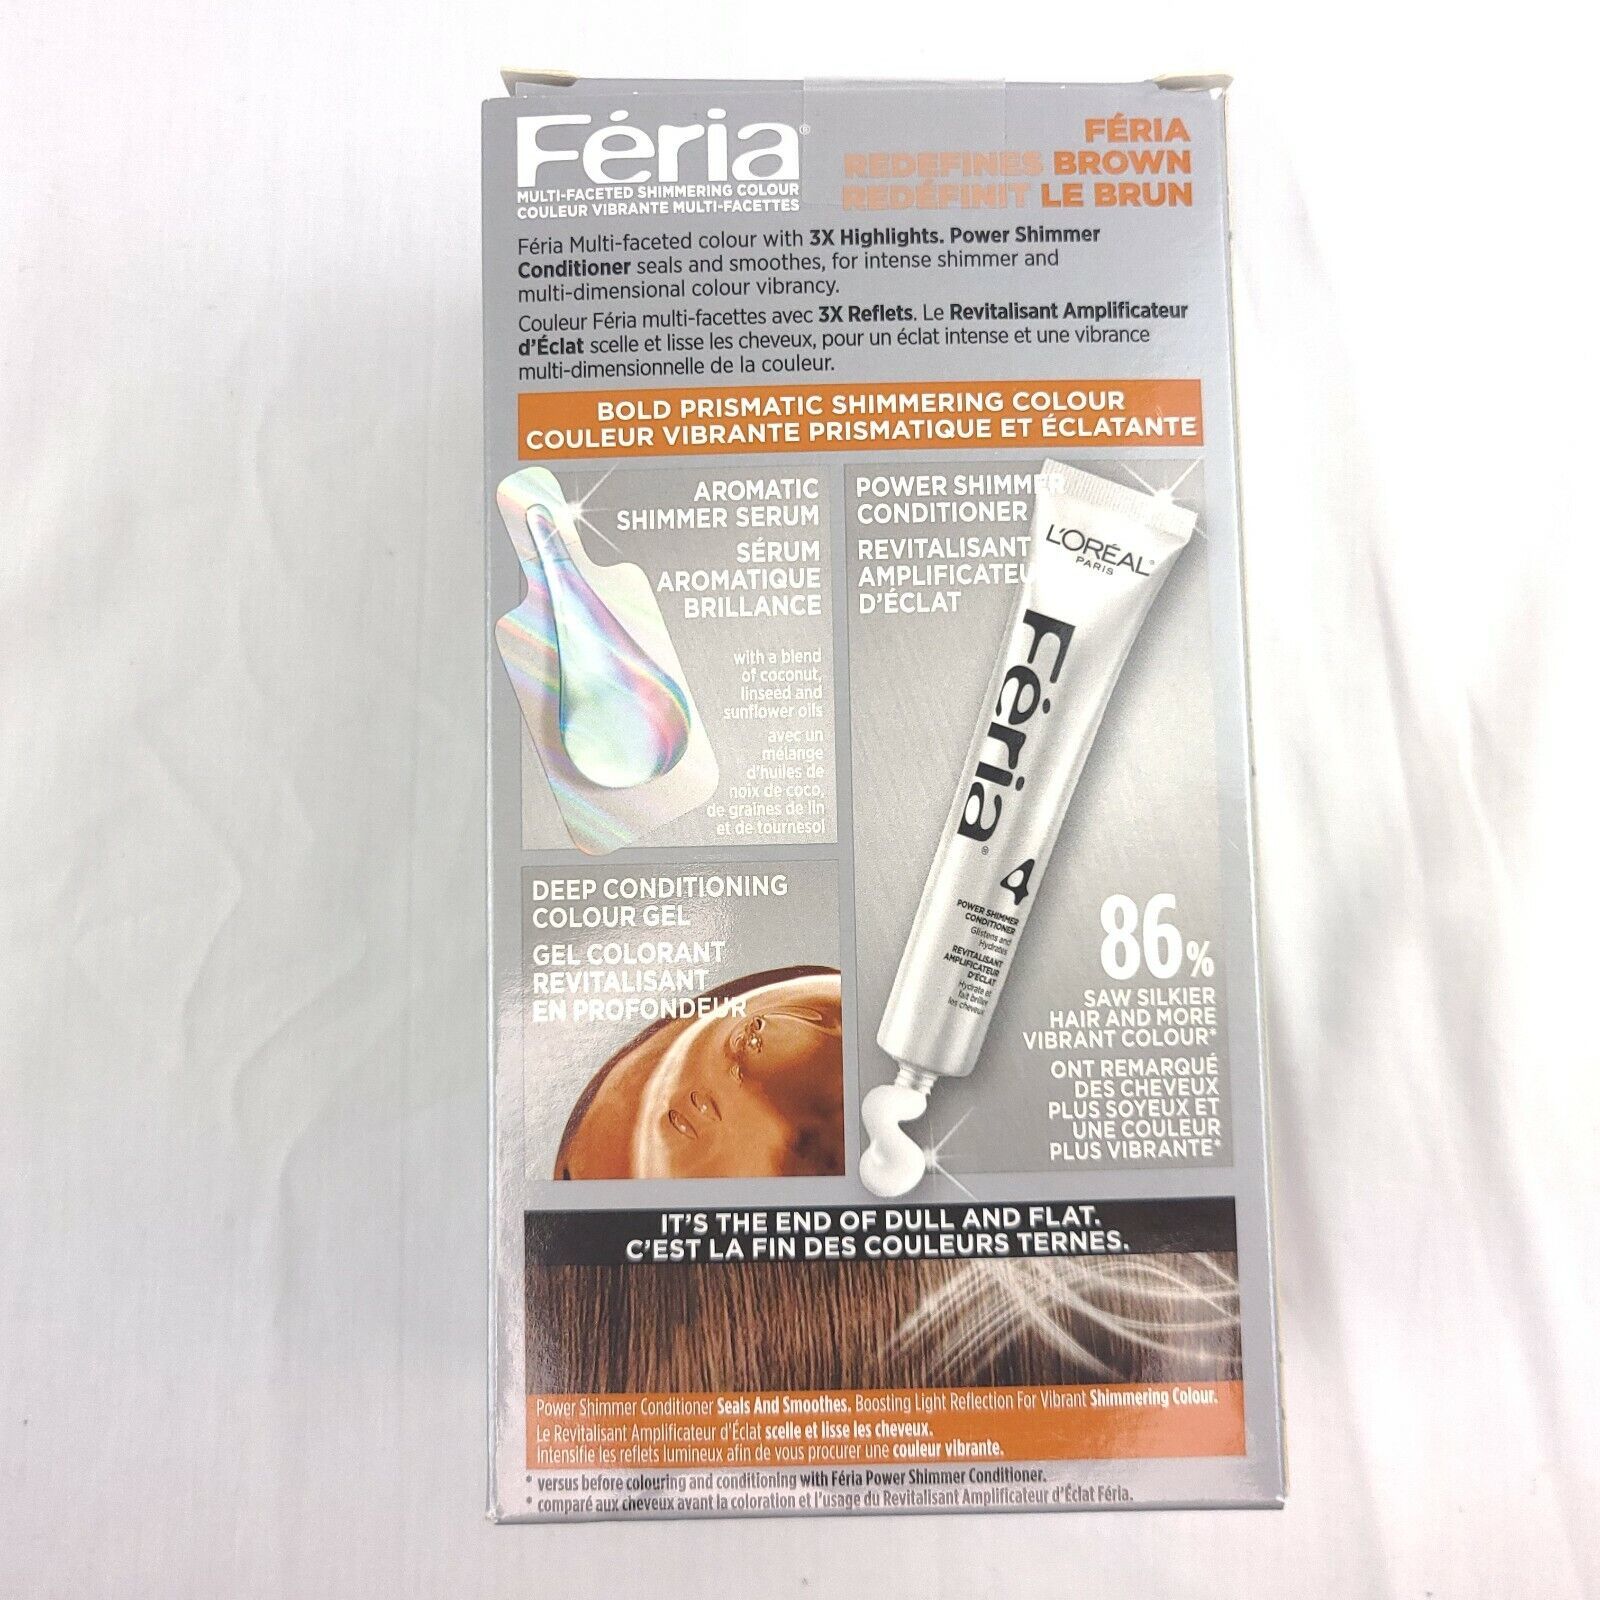 Féria®
MULTI-FACETED SHIMMERING COLOUR
COULEUR VIBRANTE MULTI-FACETTES
FÉRIA
REDEFINES BROWN
REDÉFINIT LE BRUN
Féria Multi-faceted colour with 3X Highlights. Power Shimmer
Conditioner seals and smoothes, for intense shimmer and
multi-dimensional colour vibrancy.
Couleur Féria multi-facettes avec 3X Reflets. Le Revitalisant Amplificateur
d'Éclat scelle et lisse les cheveux, pour un éclat intense et une vibrance
multi-dimensionnelle de la couleur.
BOLD PRISMATIC SHIMMERING COLOUR
COULEUR VIBRANTE PRISMATIQUE ET ÉCLATANTE
AROMATIC
SHIMMER SERUM
SÉRUM
AROMATIQUE
BRILLANCE
with a blend
of coconut,
linseed and
sunflower oils
avec un
mélange
d'huiles de
noix de coco,
de graines de lin
et de tournesol
POWER SHIMMER
CONDITIONER
REVITALISANT
AMPLIFICATEU
D'ÉCLAT
L'ORÉAL®
PARIS
Féria®
4
POWER SHIMMER
CONDITIONER
Glistens and
Hydrates
REVITALISANT
AMPLIFICATEUR
D'ÉCLAT
Hydrate et
fait briller
les cheveux
DEEP CONDITIONING
COLOUR GEL
GEL COLORANT
REVITALISANT
EN PROFONDEUR
86%
SAW SILKIER
HAIR AND MORE
VIBRANT COLOUR*
ONT REMARQUÉ
DES CHEVEUX
PLUS SOYEUX ET
UNE COULEUR
PLUS VIBRANTE*
IT'S THE END OF DULL AND FLAT.
C'EST LA FIN DES COULEURS TERNES.
Power Shimmer Conditioner Seals And Smoothes. Boosting Light Reflection For Vibrant Shimmering Colour.
Le Revitalisant Amplificateur d'Éclat scelle et lisse les cheveux.
intensifie les reflets lumineux afin de vous procurer une couleur vibrante.
* versus before colouring and conditioning with Féria Power Shimmer Conditioner.
* comparé aux cheveux avant la coloration et l'usage du Revitalisant Amplificateur d'Éclat Féria.